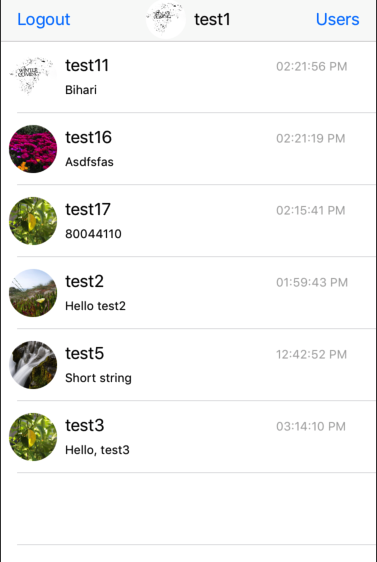 Logout
test1
Users
test11
02:21:56 PM
Bihari
test16
02:21:19 PM
Asdfsfas
test17
02:15:41 PM
80044110
test2
01:59:43 PM
Hello test2
test5
12:42:52 PM
Short string
test3
03:14:10 PM
Hello, test3